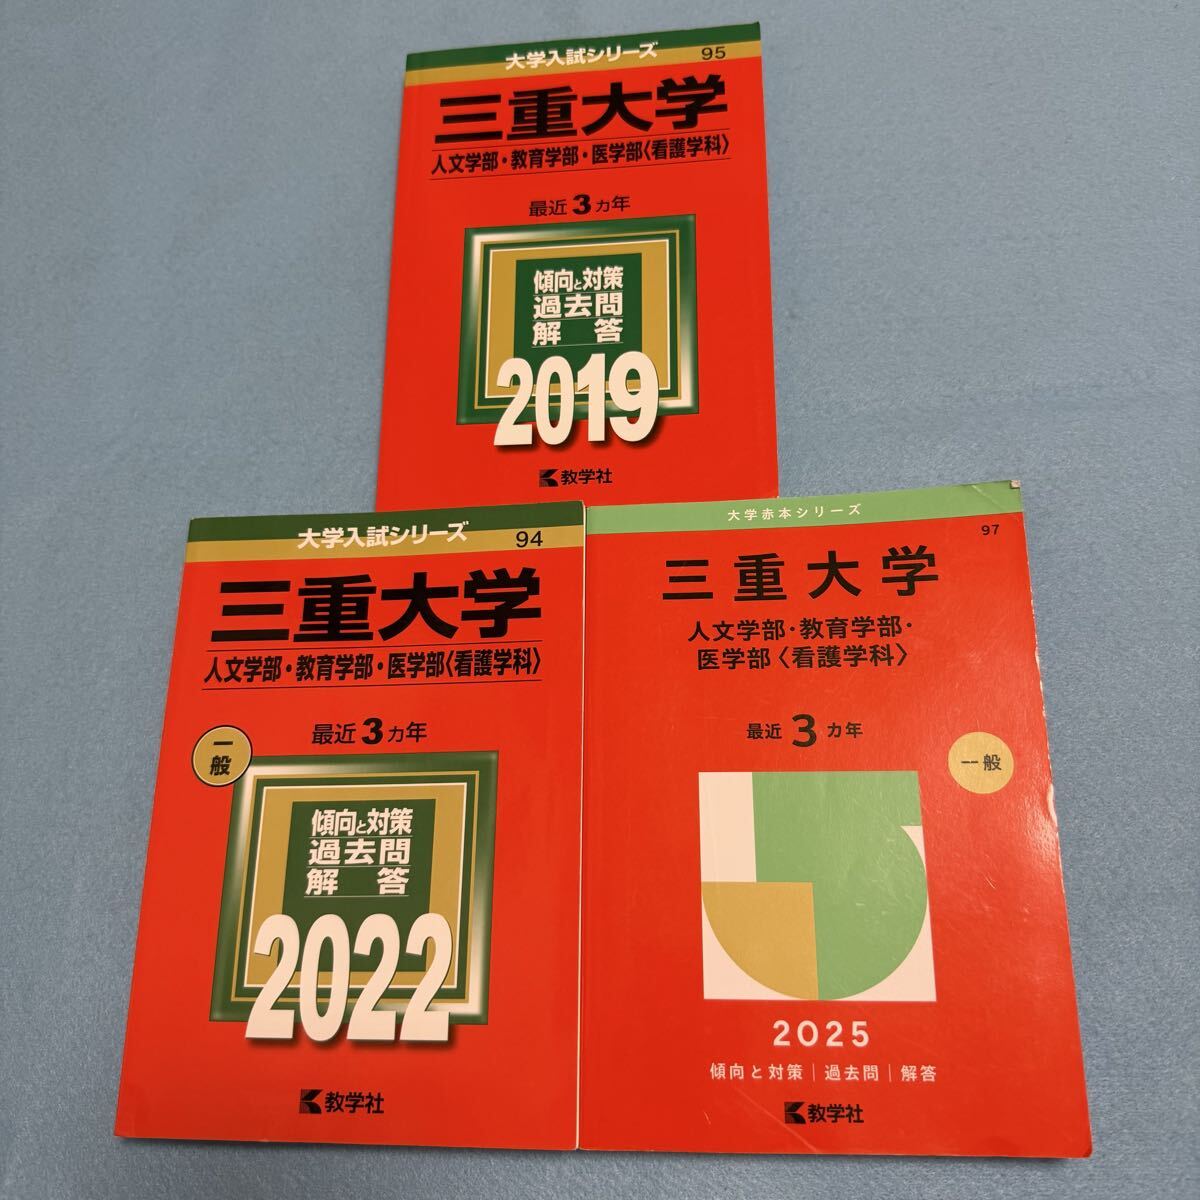 大学入試シリーズ
95
三重大学
人文学部・教育学部・医学部〈看護学科〉
最近3カ年
傾向と対策
過去問
解答
2019
教学社
大学入試シリーズ
94
三重大学
人文学部・教育学部・医学部〈看護学科〉
最近3カ年
一般
傾向と対策
過去問
解答
2022
教学社
大学赤本シリーズ
97
三重大学
人文学部・教育学部・
医学部〈看護学科〉
最近3カ年
一般
2025
傾向と対策|過去問|解答
教学社